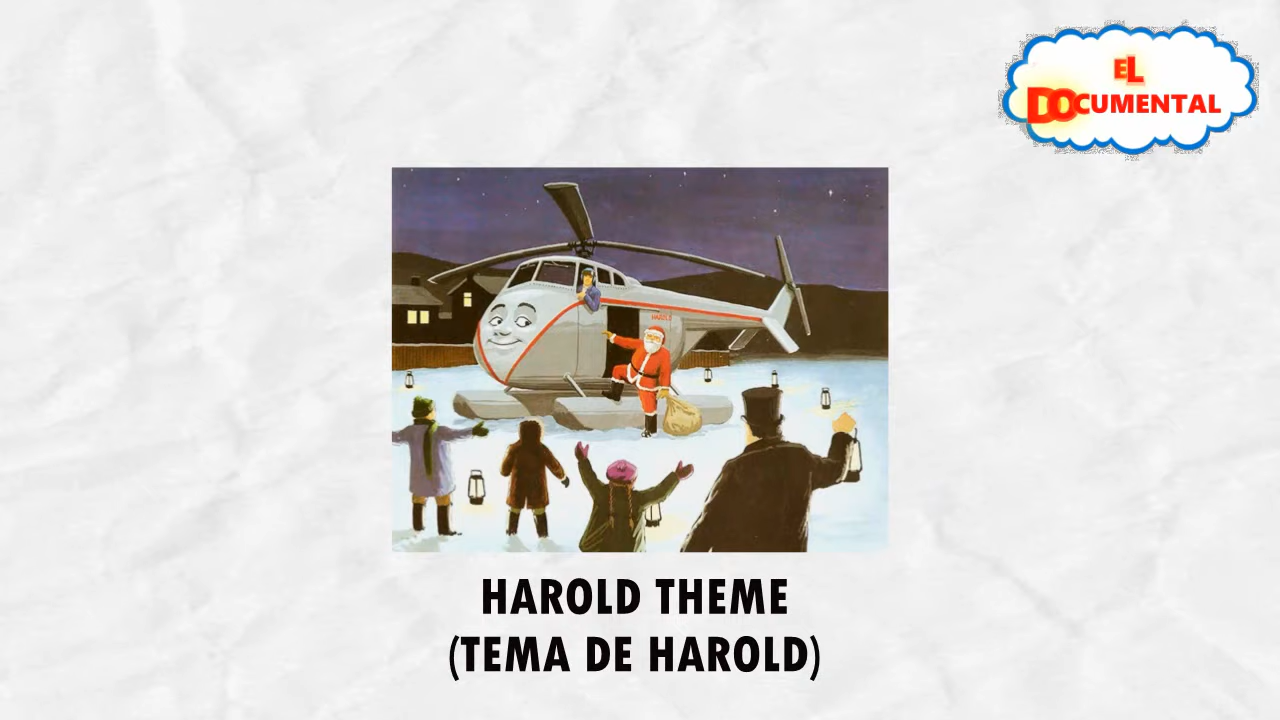 EL
DOCUMENTAL
HAROLD
HAROLD THEME
(TEMA DE HAROLD)